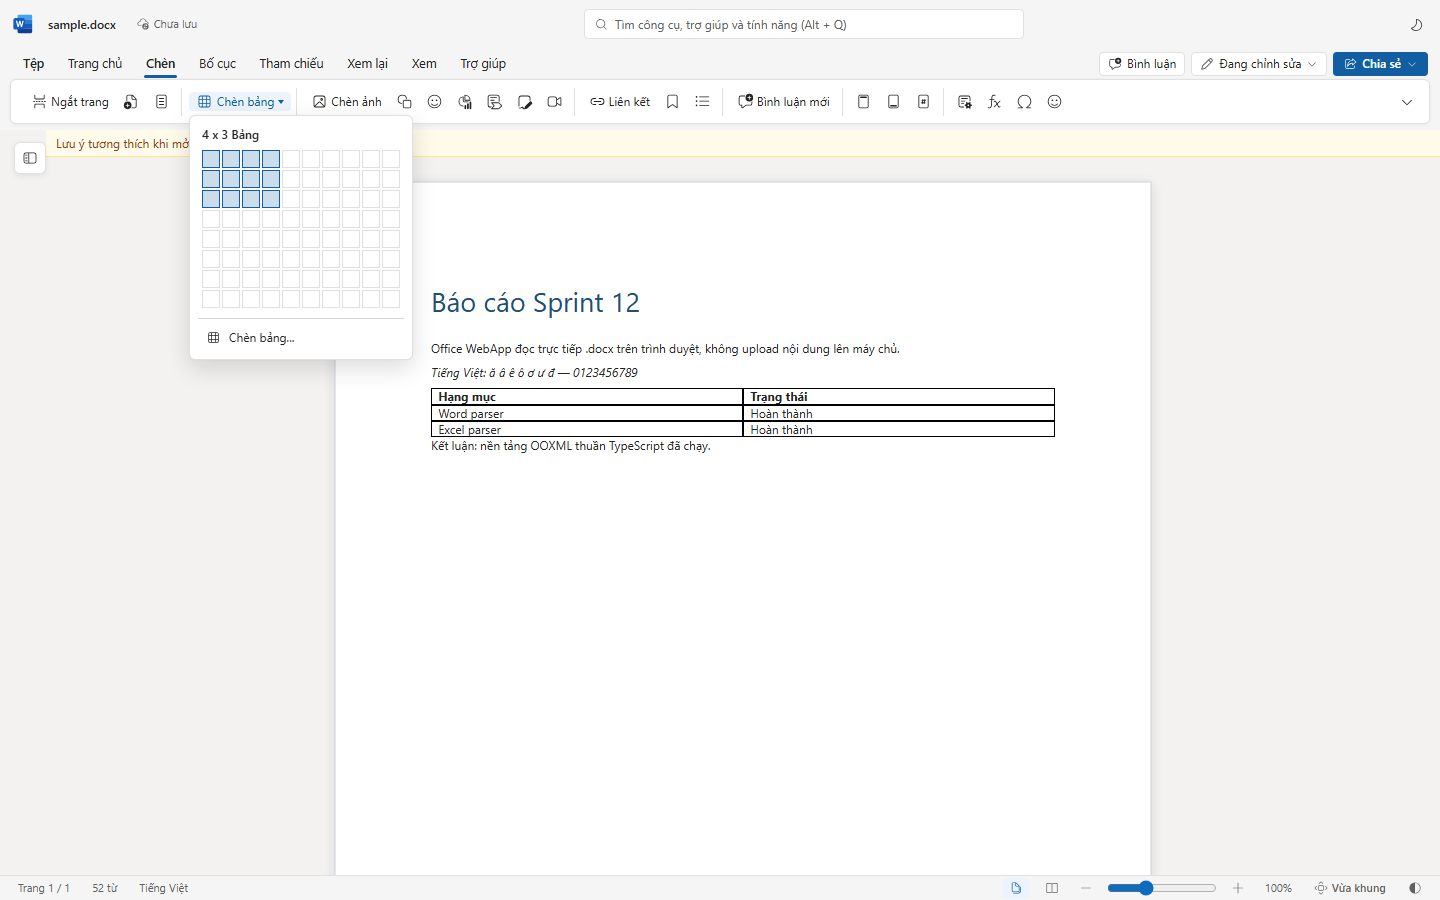 sample.docx
Chưa lưu
Tìm công cụ, trợ giúp và tính năng (Alt + Q)
Tệp
Trang chủ
Chèn
Bố cục
Tham chiếu
Xem lại
Xem
Trợ giúp
Bình luận
Đang chỉnh sửa
Chia sẻ
Ngắt trang
Chèn bảng
Chèn ảnh
Liên kết
Bình luận mới
4 x 3 Bảng
Lưu ý tương thích khi mở
Chèn bảng...
Báo cáo Sprint 12
Office WebApp đọc trực tiếp .docx trên trình duyệt, không upload nội dung lên máy chủ.
Tiếng Việt: ă â ê ô ơ ư đ — 0123456789
Hạng mục
Trạng thái
Word parser
Hoàn thành
Excel parser
Hoàn thành
Kết luận: nền tảng OOXML thuần TypeScript đã chạy.
Trang 1 / 1
52 từ
Tiếng Việt
100%
Vừa khung